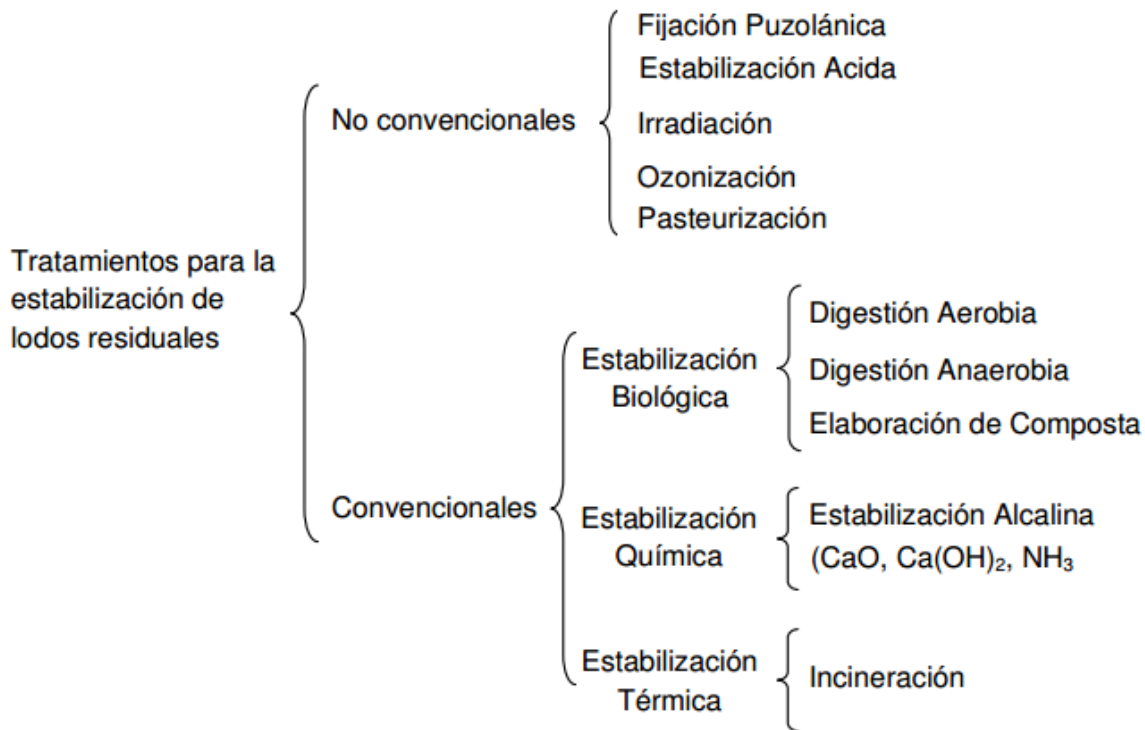 Tratamientos para la
estabilización de
lodos residuales
No convencionales
Fijación Puzolánica
Estabilización Acida
Irradiación
Ozonización
Pasteurización
Convencionales
Estabilización
Biológica
Digestión Aerobia
Digestión Anaerobia
Elaboración de Composta
Estabilización
Química
Estabilización Alcalina
(CaO, Ca(OH)₂, NH₃
Estabilización
Térmica
Incineración